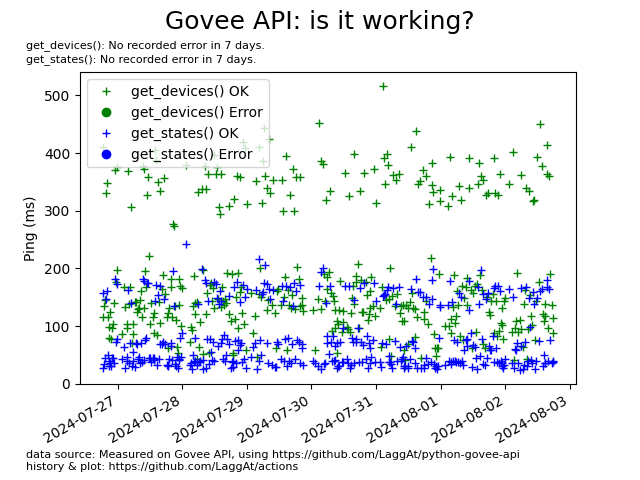 Govee API: is it working?
get_devices(): No recorded error in 7 days.
get_states(): No recorded error in 7 days.
get_devices() OK
get_devices() Error
get_states() OK
get_states() Error
Ping (ms)
500
400
300
200
100
0
2024-07-27
2024-07-28
2024-07-29
2024-07-30
2024-07-31
2024-08-01
2024-08-02
2024-08-03
data source: Measured on Govee API, using https://github.com/LaggAt/python-govee-api
history & plot: https://github.com/LaggAt/actions